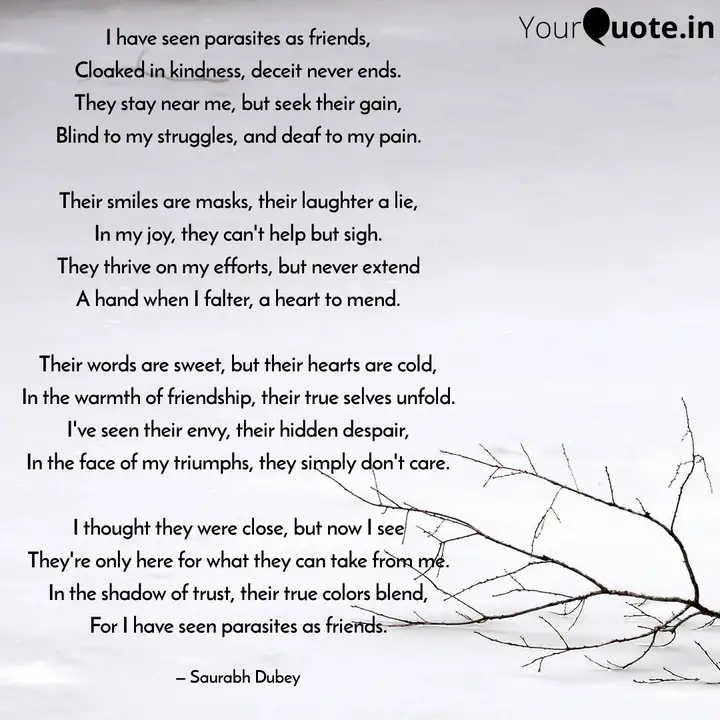 YourQuote.in
I have seen parasites as friends,
Cloaked in kindness, deceit never ends.
They stay near me, but seek their gain,
Blind to my struggles, and deaf to my pain.
Their smiles are masks, their laughter a lie,
In my joy, they can't help but sigh.
They thrive on my efforts, but never extend
A hand when I falter, a heart to mend.
Their words are sweet, but their hearts are cold,
In the warmth of friendship, their true selves unfold.
I've seen their envy, their hidden despair,
In the face of my triumphs, they simply don't care.
I thought they were close, but now I see
They're only here for what they can take from me.
In the shadow of trust, their true colors blend,
For I have seen parasites as friends.
– Saurabh Dubey